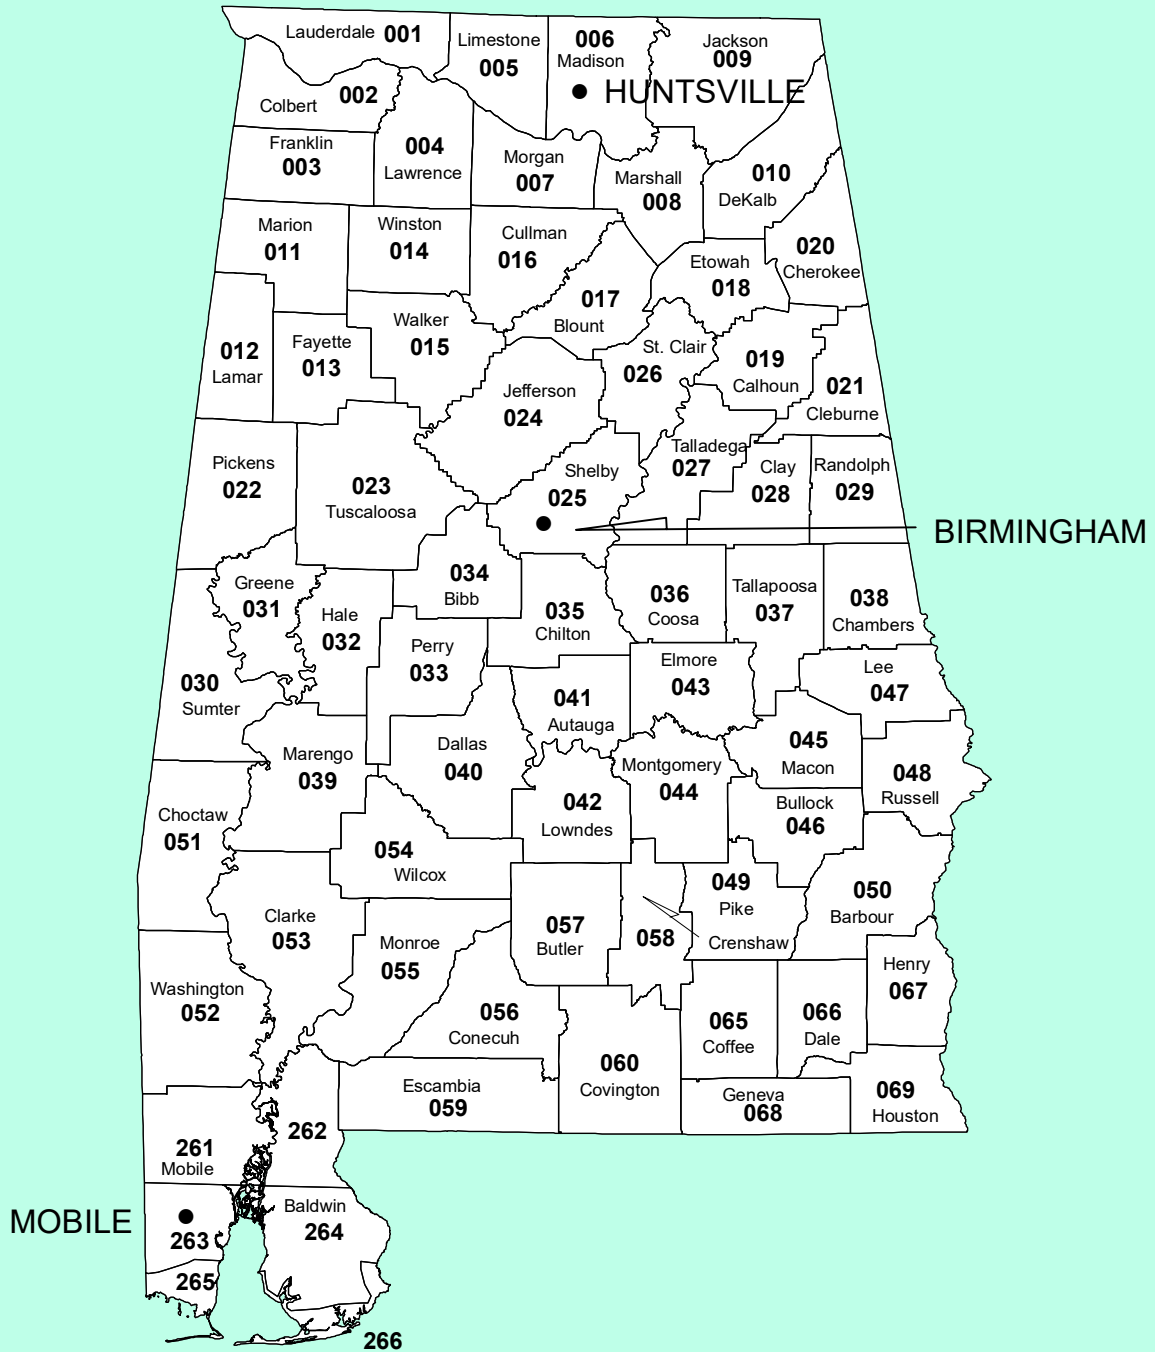 Lauderdale 001
Limestone
005
006
Madison
Jackson
009
HUNTSVILLE
002
Colbert
Franklin
003
004
Lawrence
Morgan
007
Marshall
008
010
DeKalb
Marion
011
Winston
014
Cullman
016
Etowah
018
020
Cherokee
017
Blount
012
Lamar
Fayette
013
Walker
015
St. Clair
026
019
Calhoun
021
Cleburne
Jefferson
024
Pickens
022
023
Tuscaloosa
Shelby
025
Talladega
027
Clay
028
Randolph
029
BIRMINGHAM
Greene
031
Hale
032
034
Bibb
035
Chilton
036
Coosa
Tallapoosa
037
038
Chambers
030
Sumter
Perry
033
041
Autauga
Elmore
043
Lee
047
Marengo
039
Dallas
040
042
Lowndes
Montgomery
044
045
Macon
Bullock
046
048
Russell
Choctaw
051
054
Wilcox
Clarke
053
Monroe
055
057
Butler
058
Crenshaw
049
Pike
050
Barbour
Washington
052
056
Conecuh
060
Covington
065
Coffee
066
Dale
Henry
067
Escambia
059
Geneva
068
069
Houston
261
Mobile
262
MOBILE
263
Baldwin
264
265
266